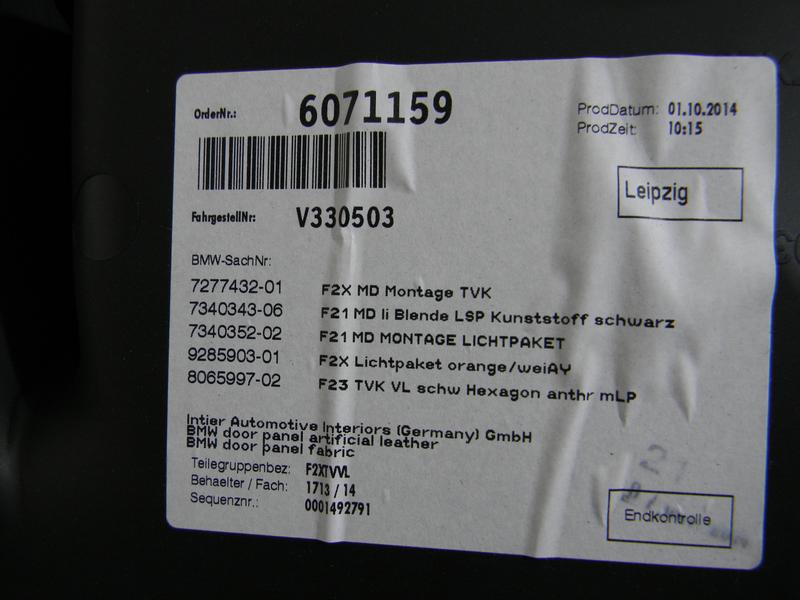 OrderNr.: 6071159
ProdDatum: 01.10.2014
ProdZeit: 10:15
Leipzig
FahrgestellNr: V330503
BMW-SachNr:
7277432-01 F2X MD Montage TVK
7340343-06 F21 MD li Blende LSP Kunststoff schwarz
7340352-02 F21 MD MONTAGE LICHTPAKET
9285903-01 F2X Lichtpaket orange/weiAY
8065997-02 F23 TVK VL schw Hexagon anthr mLP
Intier Automotive Interiors (Germany) GmbH
BMW door panel artificial leather
BMW door panel fabric
Teilegruppenbez: F2XTVVL
Behaelter / Fach: 1713 / 14
Sequenznr.: 0001492791
Endkontrolle